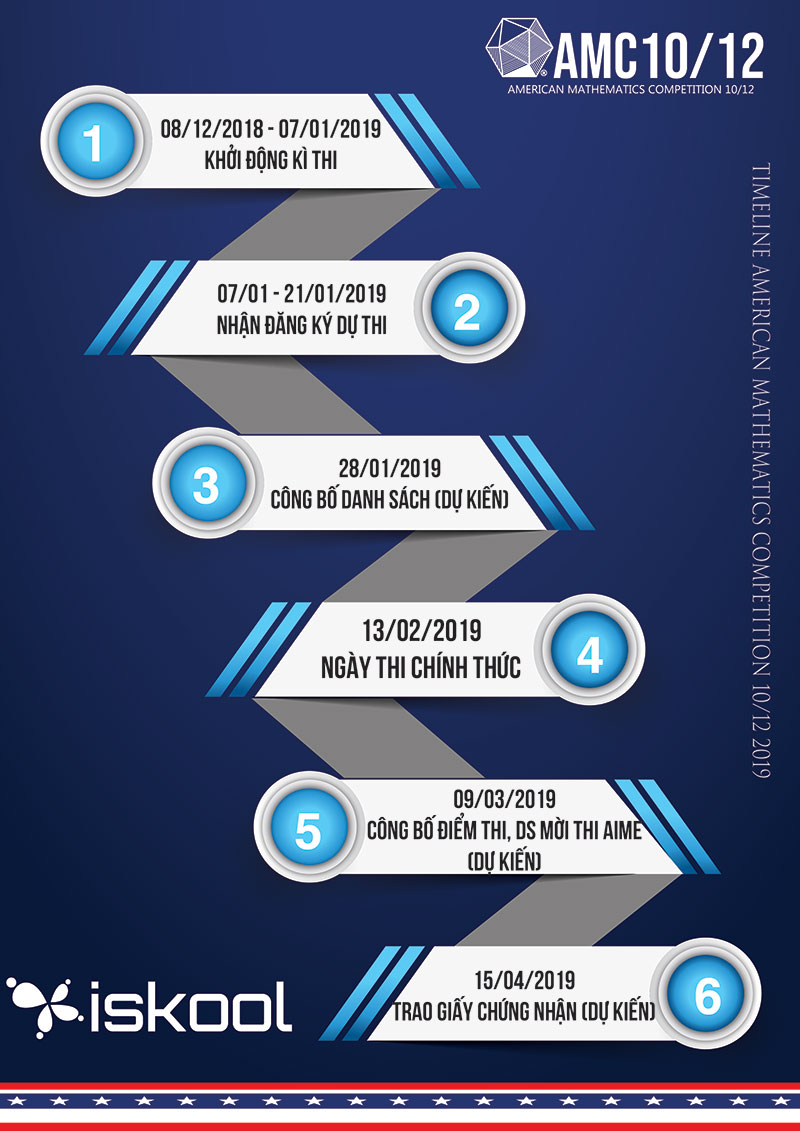 AMC10/12
AMERICAN MATHEMATICS COMPETITION 10/12
1
08/12/2018 - 07/01/2019
KHỞI ĐỘNG KÌ THI
07/01 - 21/01/2019
NHẬN ĐĂNG KÝ DỰ THI
2
3
28/01/2019
CÔNG BỐ DANH SÁCH (DỰ KIẾN)
13/02/2019
NGÀY THI CHÍNH THỨC
4
5
09/03/2019
CÔNG BỐ ĐIỂM THI, DS MỜI THI AIME
(DỰ KIẾN)
15/04/2019
TRAO GIẤY CHỨNG NHẬN (DỰ KIẾN)
6
TIMELINE AMERICAN MATHEMATICS COMPETITION 10/12 2019
iskool